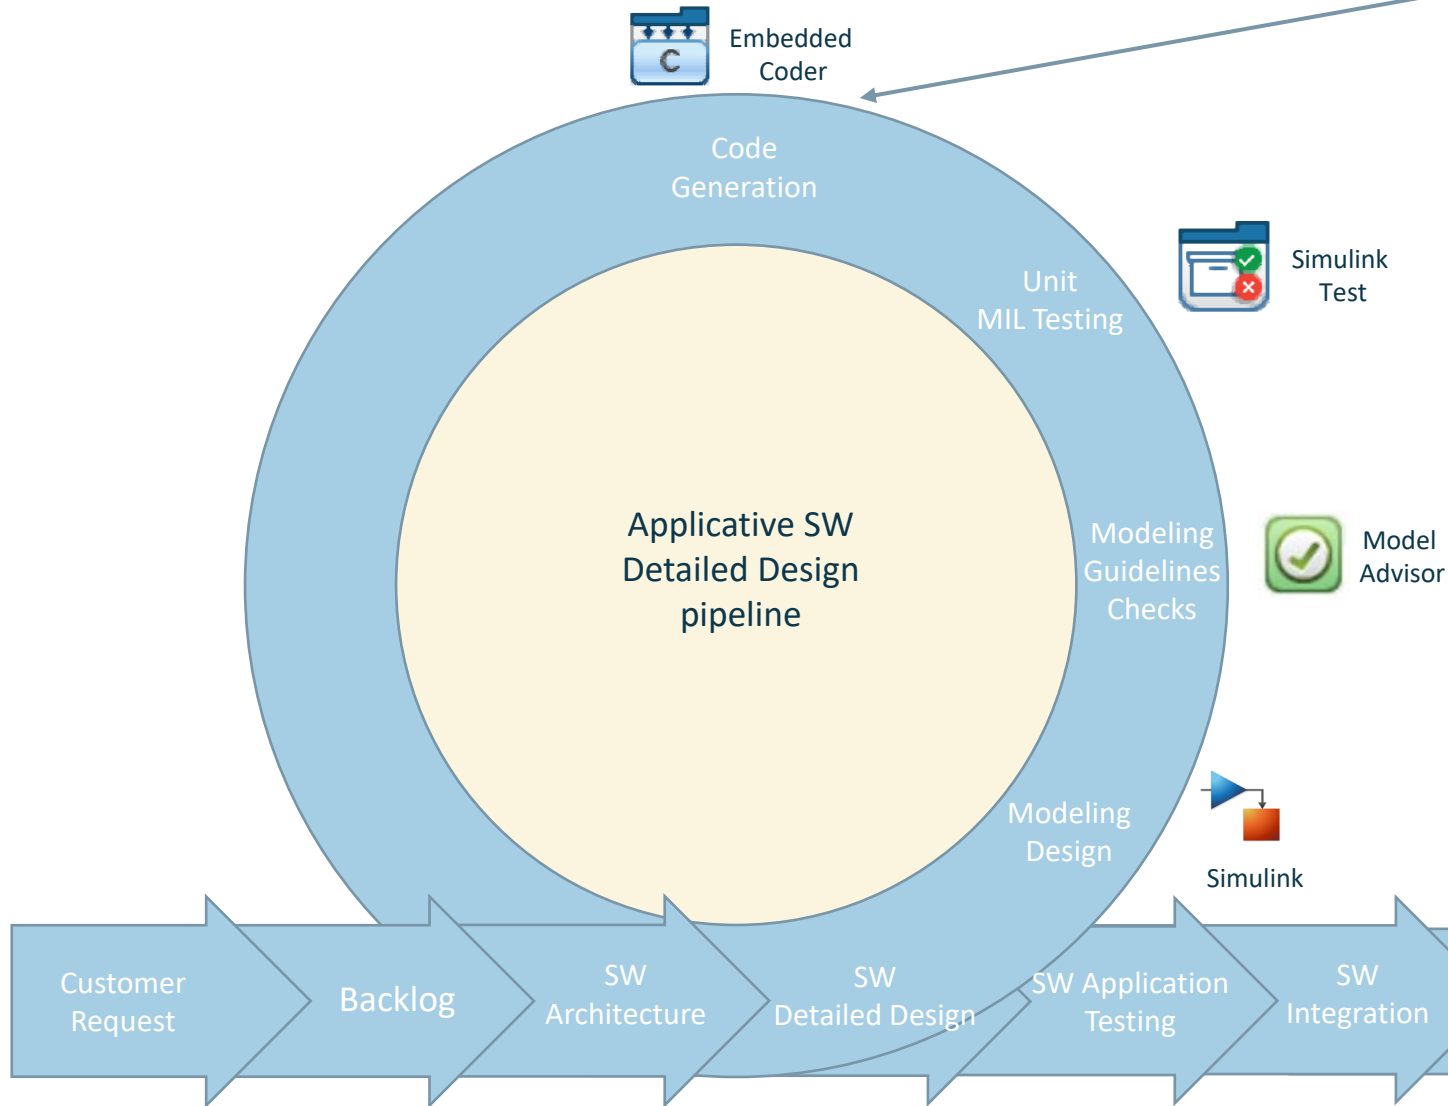 Embedded
Coder
C
Code
Generation
Simulink
Test
Unit
MIL Testing
Applicative SW
Detailed Design
pipeline
Modeling
Guidelines
Checks
Model
Advisor
Modeling
Design
Simulink
Customer
Request
Backlog
SW
Architecture
SW
Detailed Design
SW Application
Testing
SW
Integration